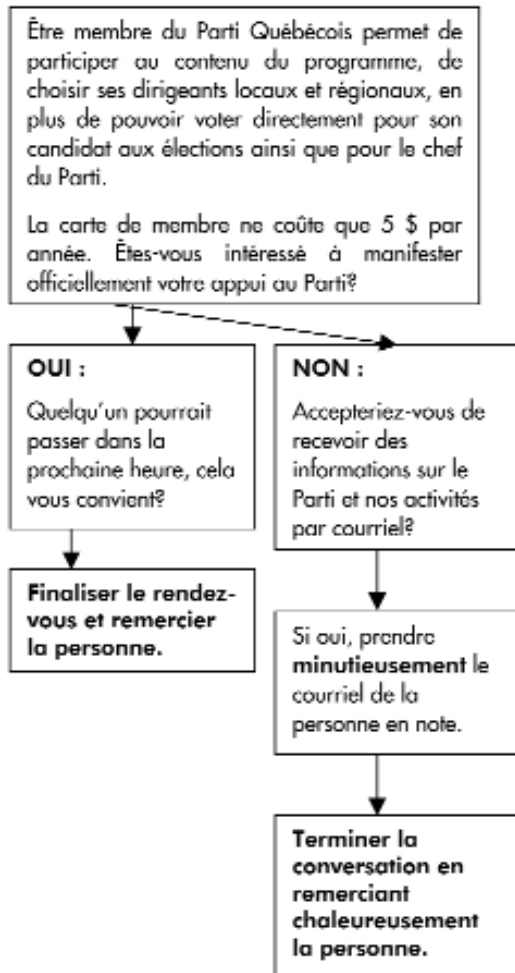 Être membre du Parti Québécois permet de
participer au contenu du programme, de
choisir ses dirigeants locaux et régionaux, en
plus de pouvoir voter directement pour son
candidat aux élections ainsi que pour le chef
du Parti.
La carte de membre ne coûte que 5 $ par
année. Êtes-vous intéressé à manifester
officiellement votre appui au Parti?
OUI :
Quelqu'un pourrait
passer dans la
prochaine heure, cela
vous convient?
Finaliser le rendez-
vous et remercier
la personne.
NON :
Accepteriez-vous de
recevoir des
informations sur le
Parti et nos activités
par courriel?
Si oui, prendre
minutieusement le
courriel de la
personne en note.
Terminer la
conversation en
remerciant
chaleureusement
la personne.